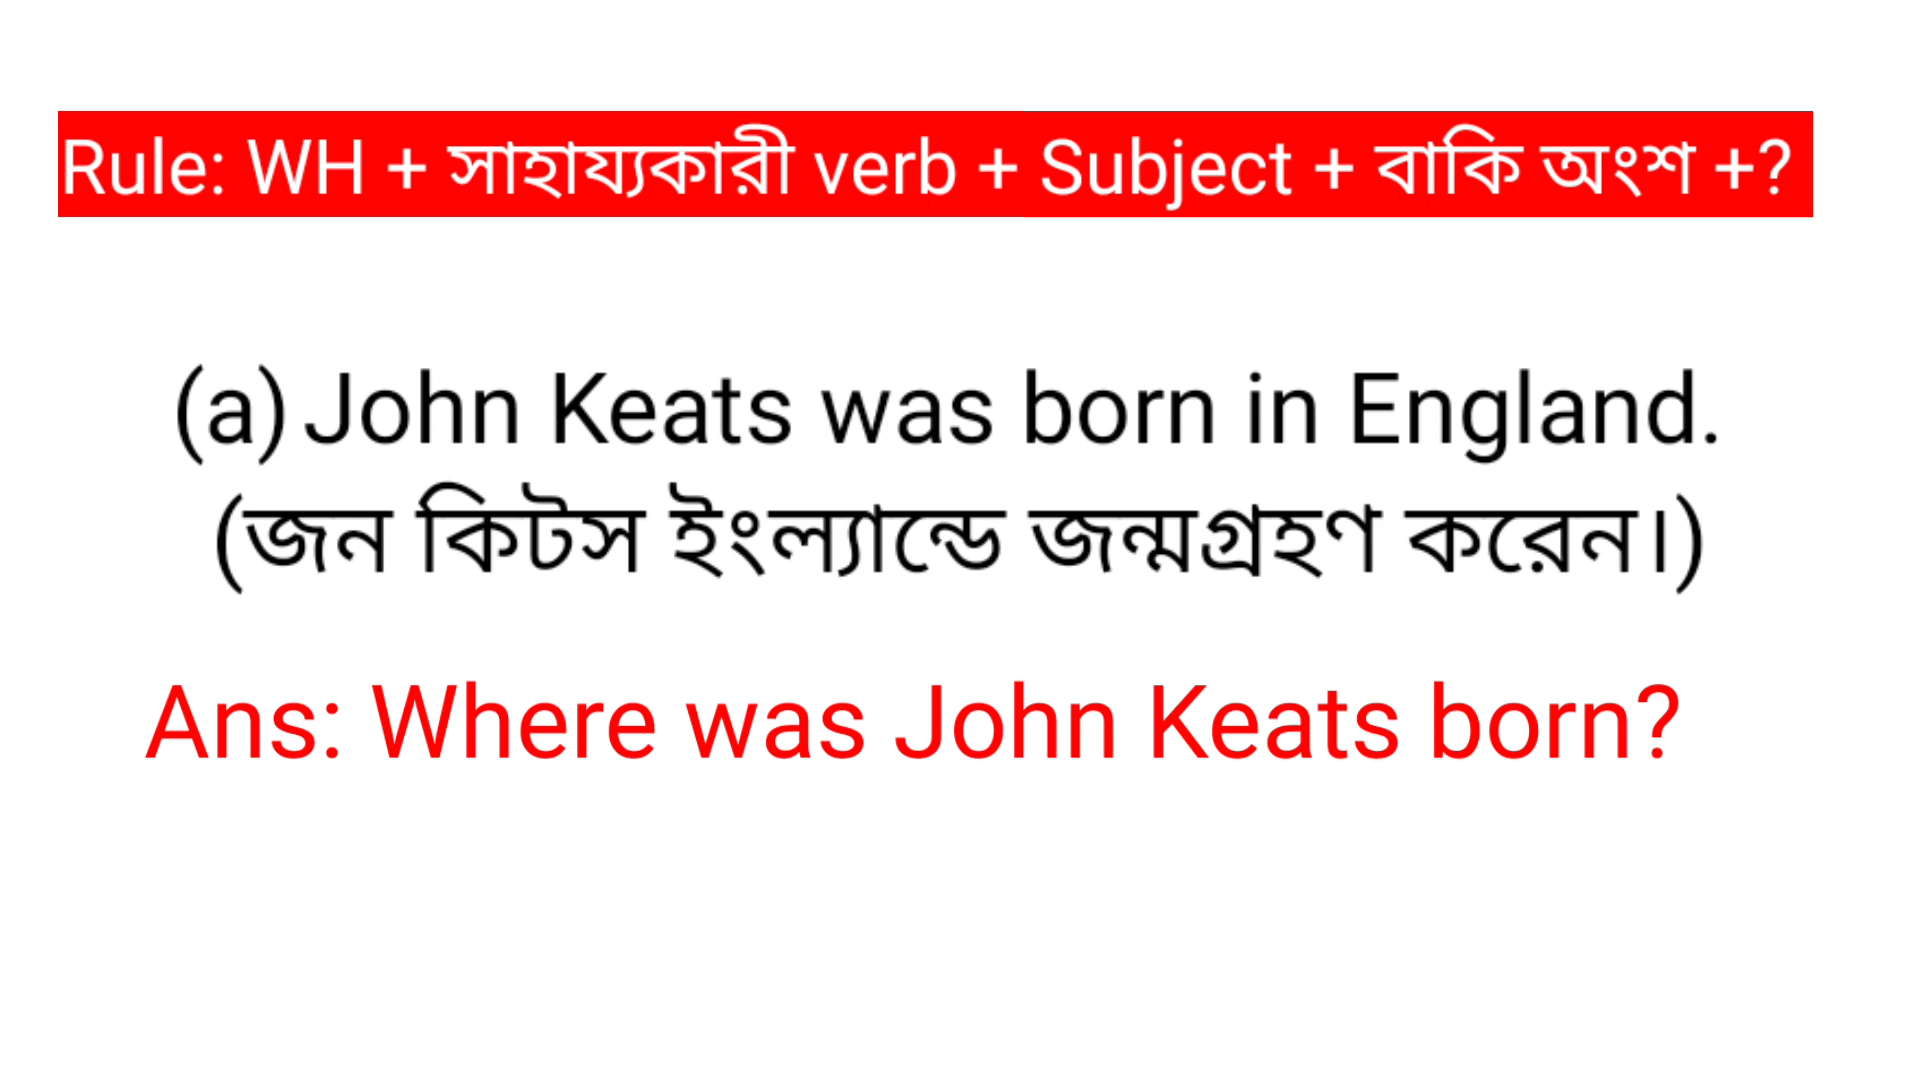 Rule: WH + সাহায্যকারী verb + Subject + বাকি অংশ +?
(a) John Keats was born in England.
(জন কিটস ইংল্যান্ডে জন্মগ্রহণ করেন।)
Ans: Where was John Keats born?